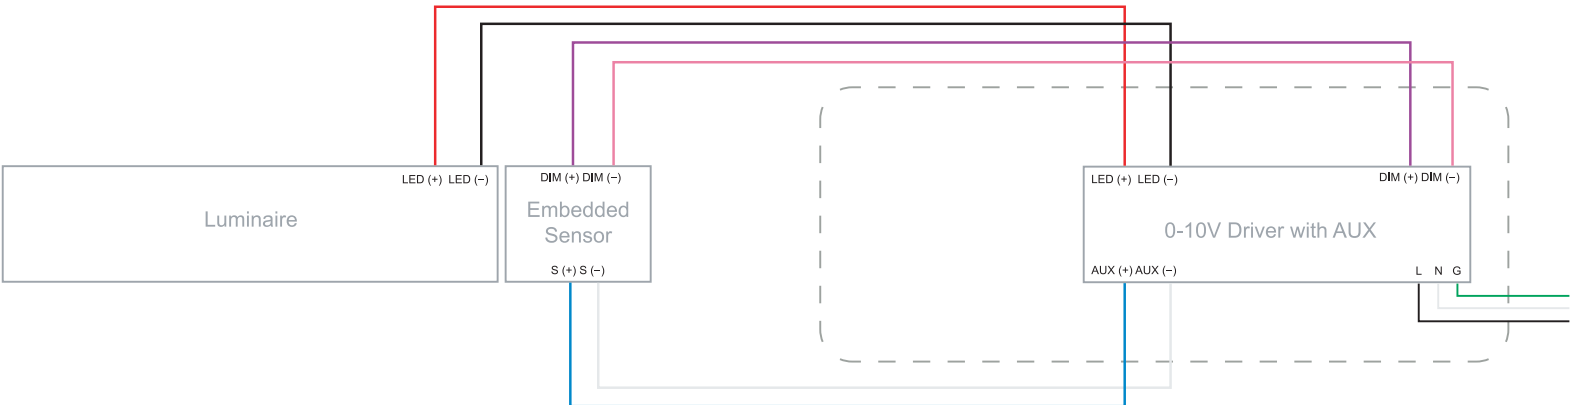 LED (+) LED (−)
Luminaire
DIM (+) DIM (−)
Embedded
Sensor
S (+) S (−)
LED (+) LED (−)
DIM (+) DIM (−)
0-10V Driver with AUX
AUX (+) AUX (−)
L N G